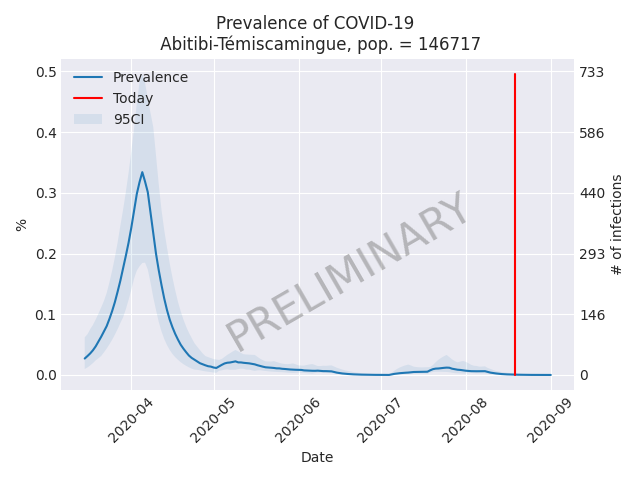 Prevalence of COVID-19
Abitibi-Témiscamingue, pop. = 146717
Prevalence
Today
95CI
0.5
0.4
0.3
0.2
0.1
0.0
%
733
586
440
293
146
0
# of infections
PRELIMINARY
2020-04
2020-05
2020-06
2020-07
2020-08
2020-09
Date